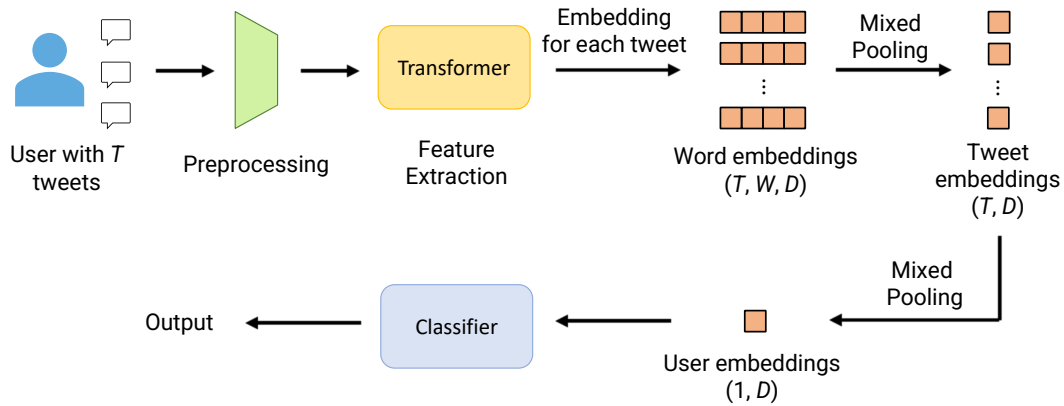 User with T
tweets
Preprocessing
Transformer
Feature
Extraction
Embedding
for each tweet
Word embeddings
(T, W, D)
Mixed
Pooling
Tweet
embeddings
(T, D)
Mixed
Pooling
User embeddings
(1, D)
Classifier
Output